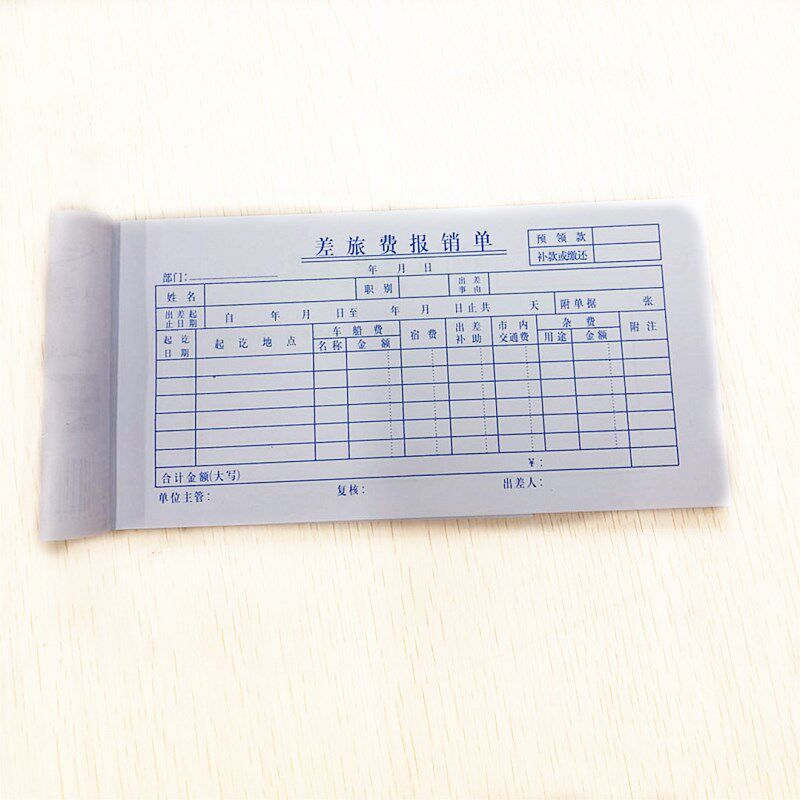 差旅费报销单
预领款
补款或缴还
年 月 日
部门:
姓名 职别 出差事由
出差起止日期 自 年 月 日至 年 月 日止共 天 附单据 张
起讫日期 起讫地点 车船费 宿费 出差补助 市内交通费 杂费 附注
名称 金额 用途 金额
合计金额(大写) ¥:
单位主管: 复核: 出差人: